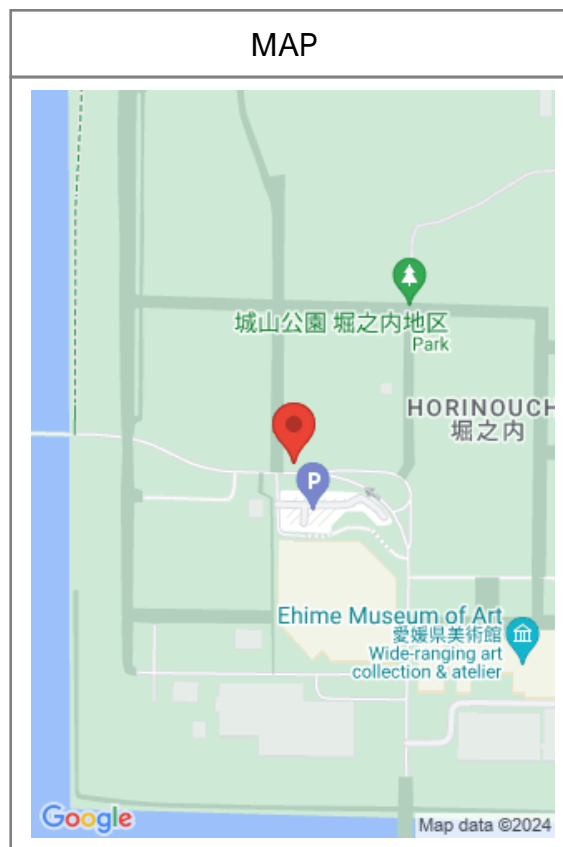 MAP
城山公園 堀之内地区
Park
HORINOUCH
堀之内
P
Ehime Museum of Art
愛媛県美術館
Wide-ranging art
collection & atelier
Google
Map data ©2024